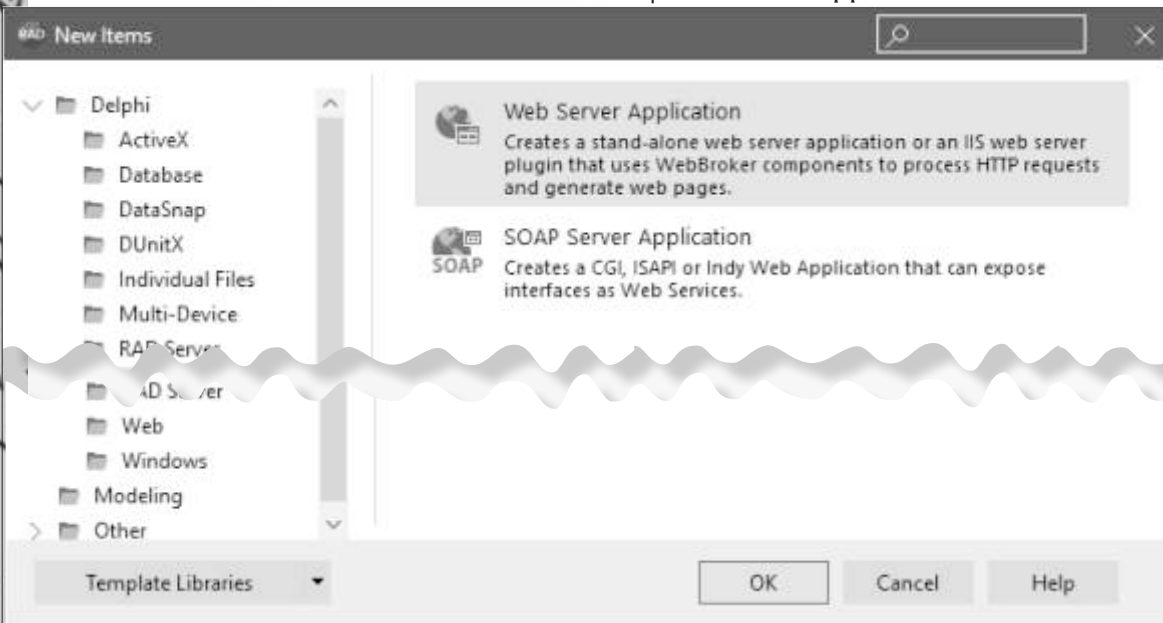 RAD New Items
Delphi
ActiveX
Database
DataSnap
DUnitX
Individual Files
Multi-Device
RAD Server
Web
Windows
Modeling
Other
Web Server Application
Creates a stand-alone web server application or an IIS web server
plugin that uses WebBroker components to process HTTP requests
and generate web pages.
SOAP
SOAP Server Application
Creates a CGI, ISAPI or Indy Web Application that can expose
interfaces as Web Services.
Template Libraries
OK
Cancel
Help